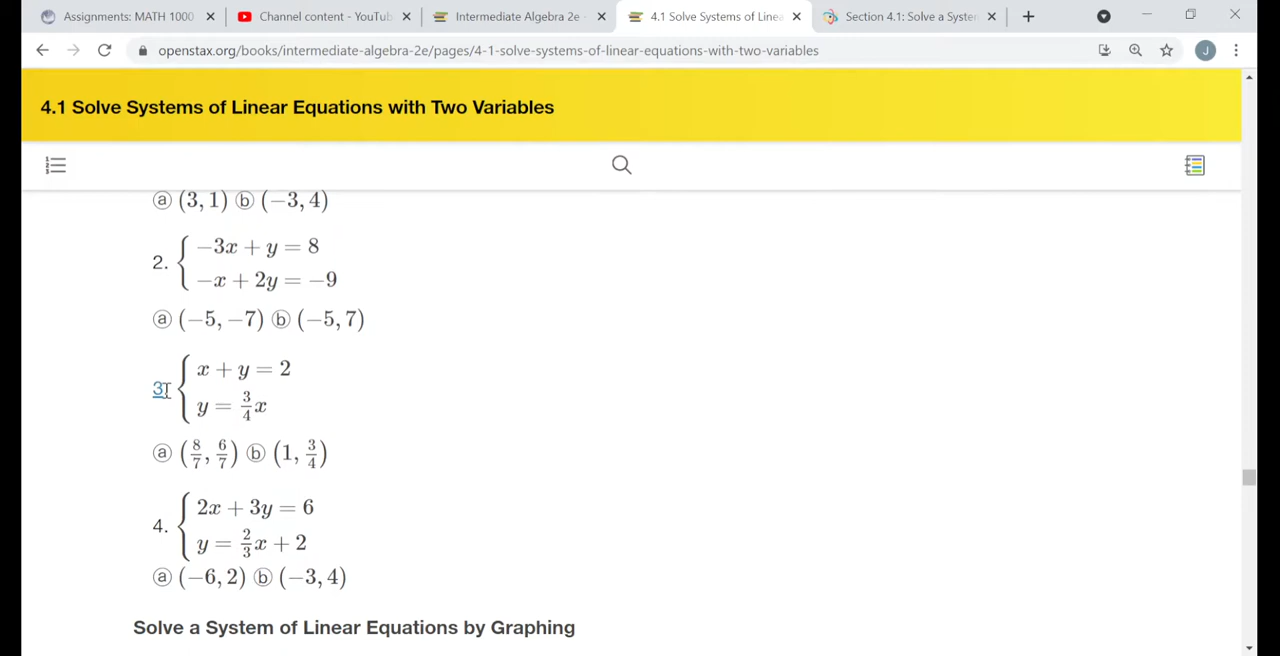 Assignments: MATH 1000
Channel content - YouTub
Intermediate Algebra 2e -
4.1 Solve Systems of Linea
Section 4.1: Solve a System
openstax.org/books/intermediate-algebra-2e/pages/4-1-solve-systems-of-linear-equations-with-two-variables
J
4.1 Solve Systems of Linear Equations with Two Variables
ⓐ (3, 1) ⓑ (−3, 4)
2. { −3x + y = 8
−x + 2y = −9
ⓐ (−5, −7) ⓑ (−5, 7)
3. { x + y = 2
y = 3/4 x
ⓐ (8/7, 6/7) ⓑ (1, 3/4)
4. { 2x + 3y = 6
y = 2/3 x + 2
ⓐ (−6, 2) ⓑ (−3, 4)
Solve a System of Linear Equations by Graphing